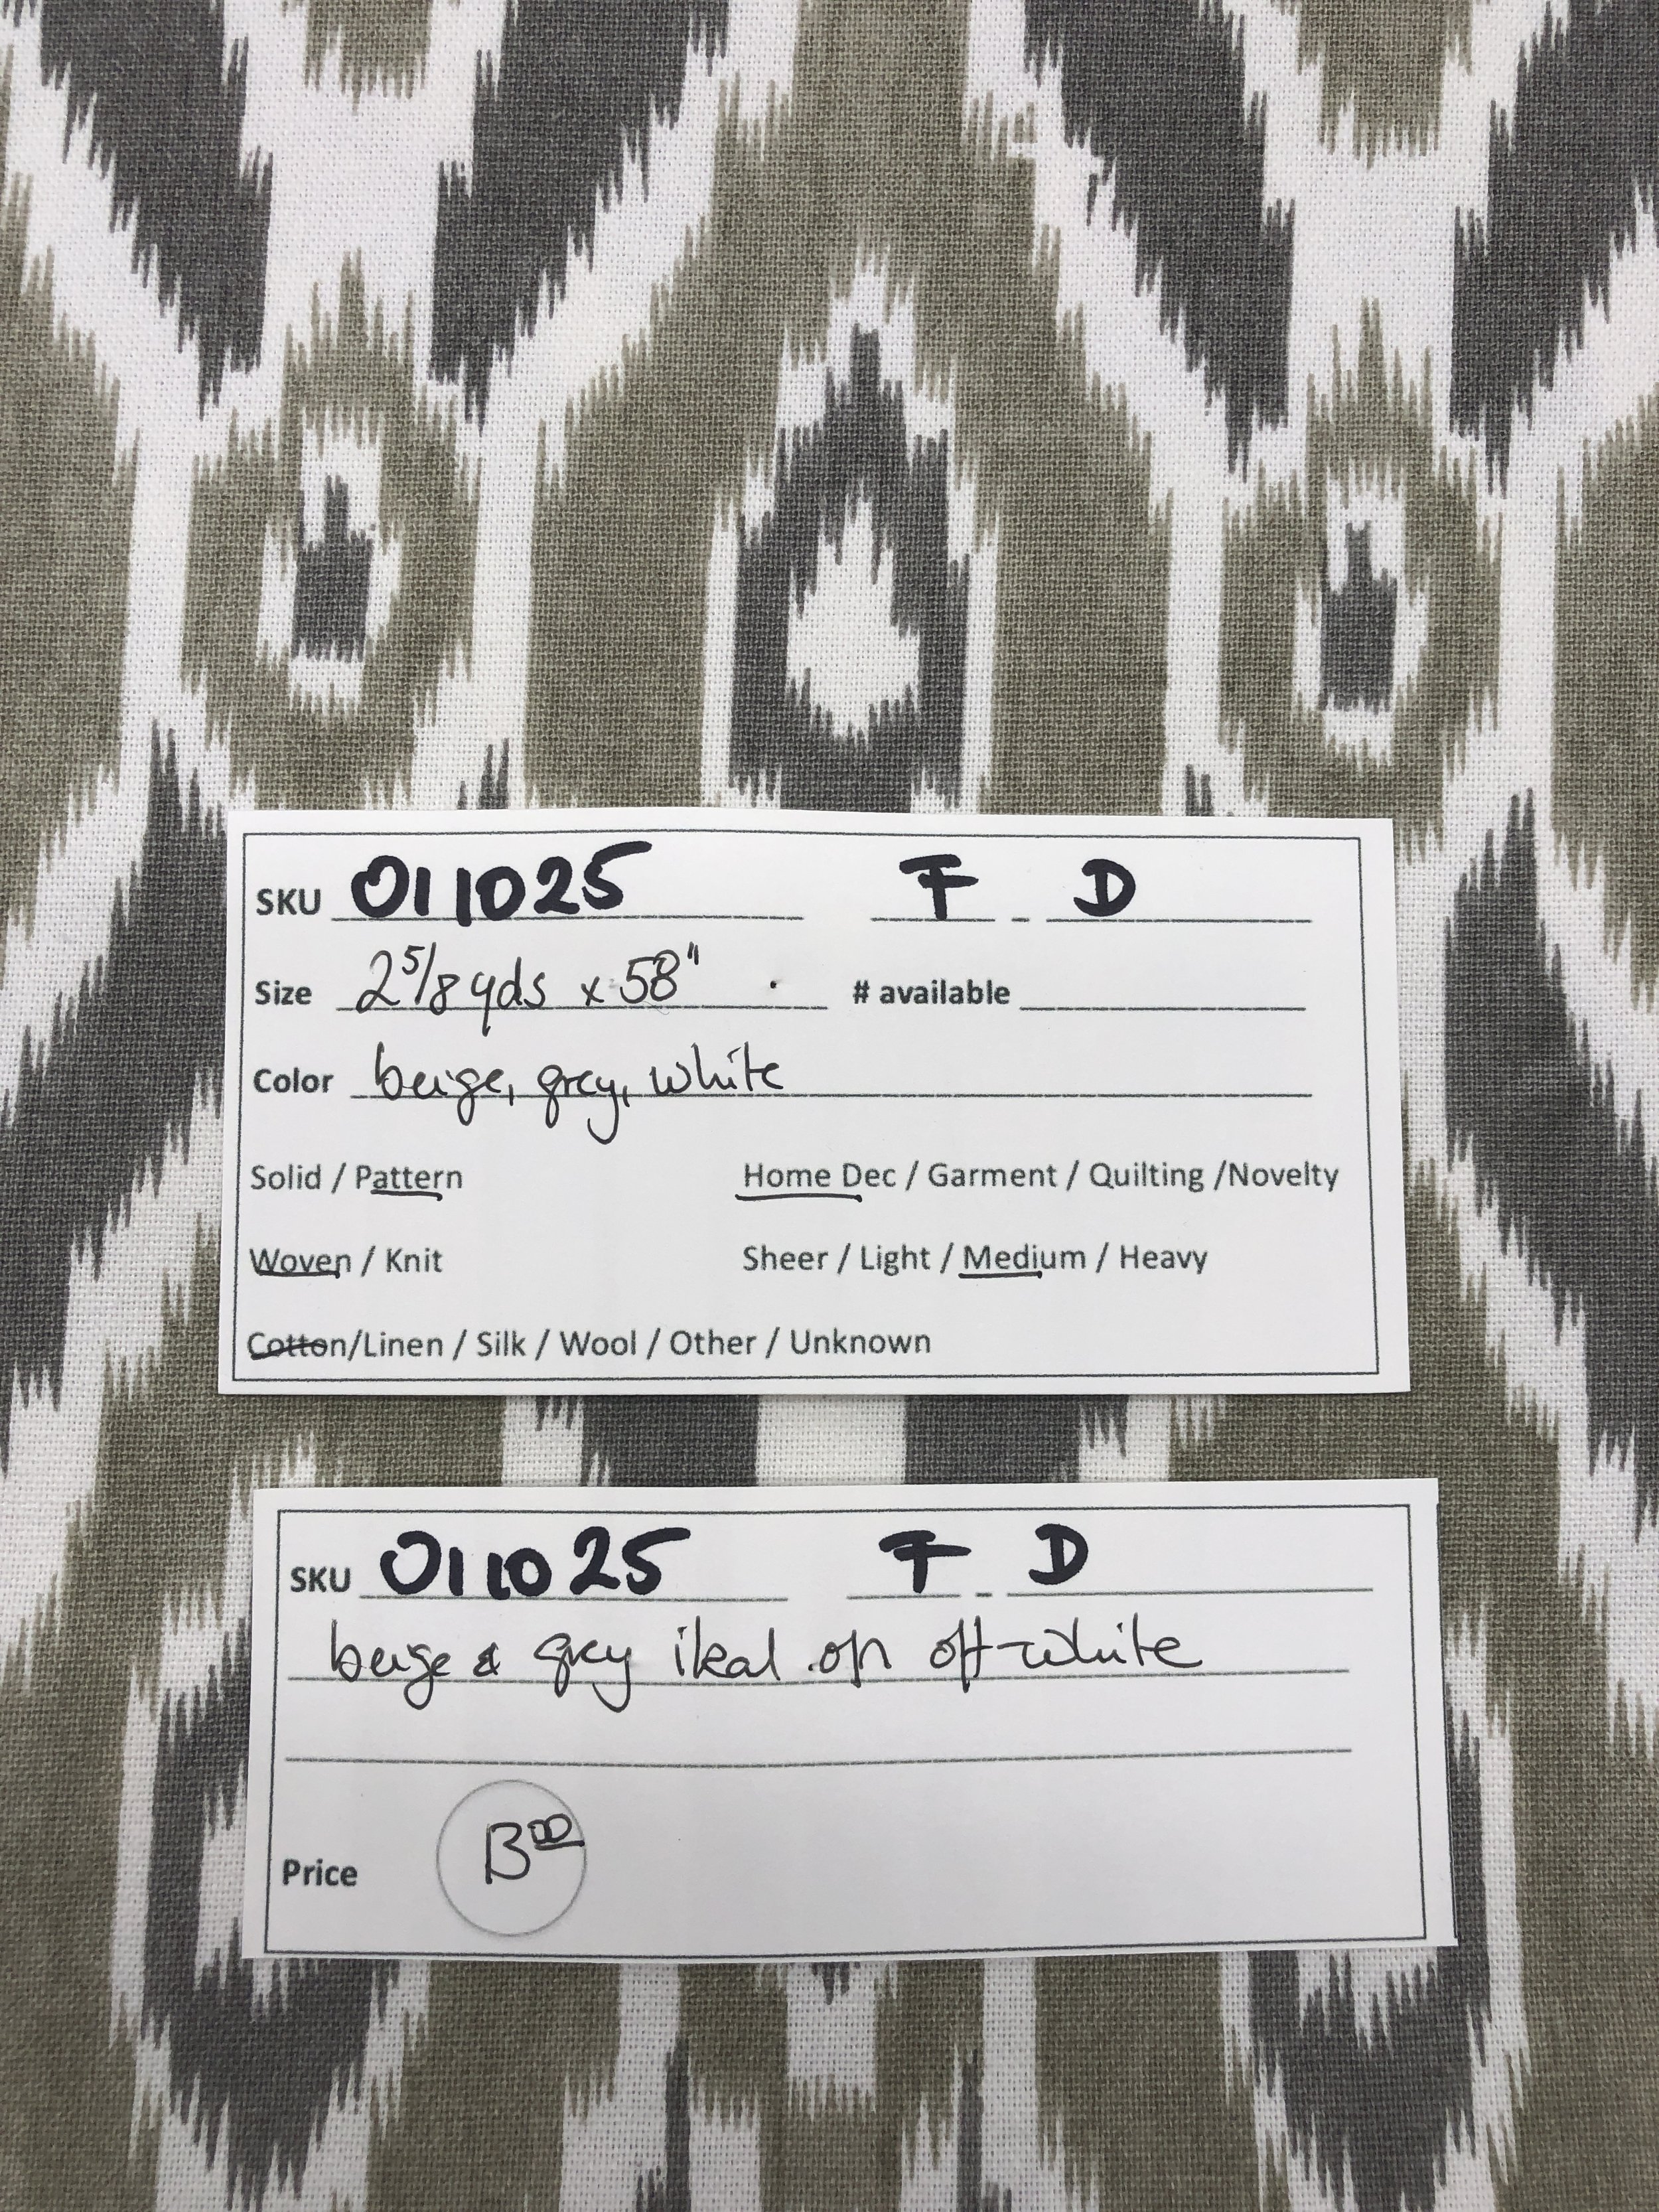 SKU 011025 F - D
Size 2 5/8 yds x 58" # available
Color beige, grey, white
Solid / Pattern Home Dec / Garment / Quilting /Novelty
Woven / Knit Sheer / Light / Medium / Heavy
Cotton/Linen / Silk / Wool / Other / Unknown
SKU 011025 F - D
beige & grey ikat on off-white
Price